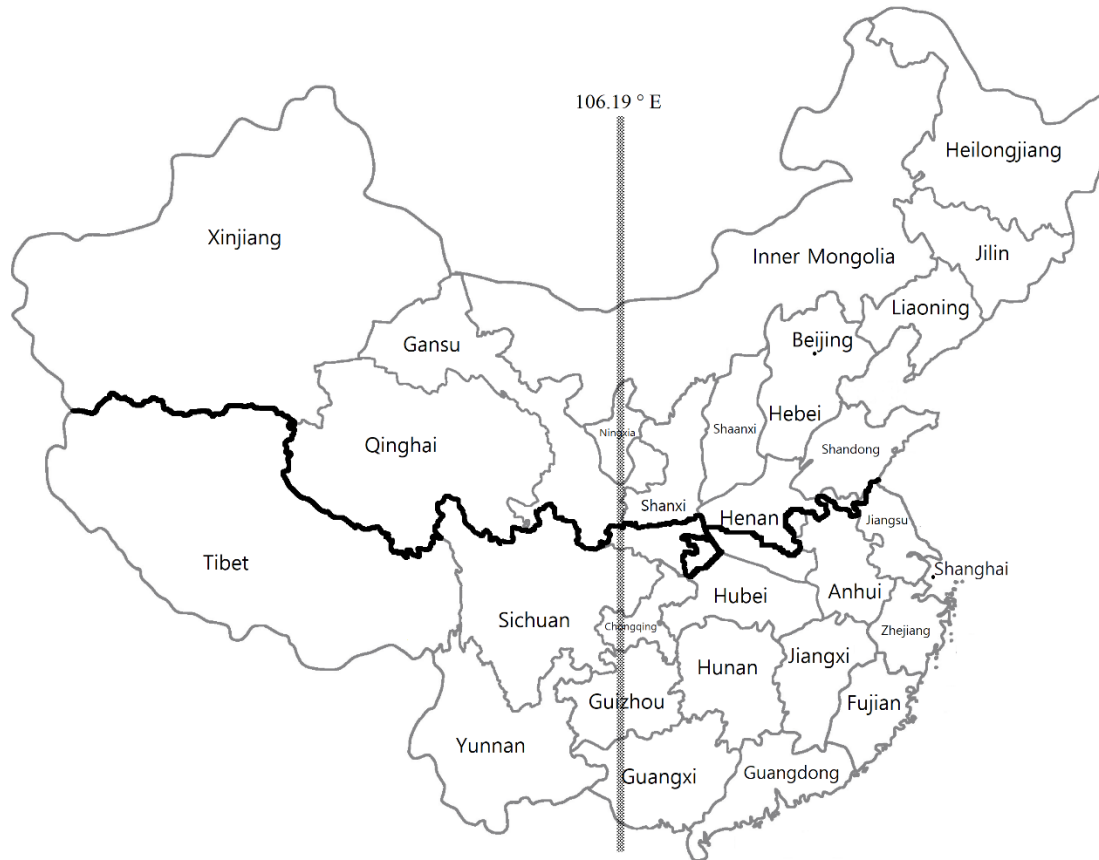 106.19 ° E
Heilongjiang
Xinjiang
Inner Mongolia
Jilin
Liaoning
Gansu
Beijing
Hebei
Shaanxi
Ningxia
Qinghai
Shandong
Shanxi
Henan
Jiangsu
Tibet
Shanghai
Hubei
Anhui
Sichuan
Chongqing
Zhejiang
Hunan
Jiangxi
Guizhou
Fujian
Yunnan
Guangxi
Guangdong